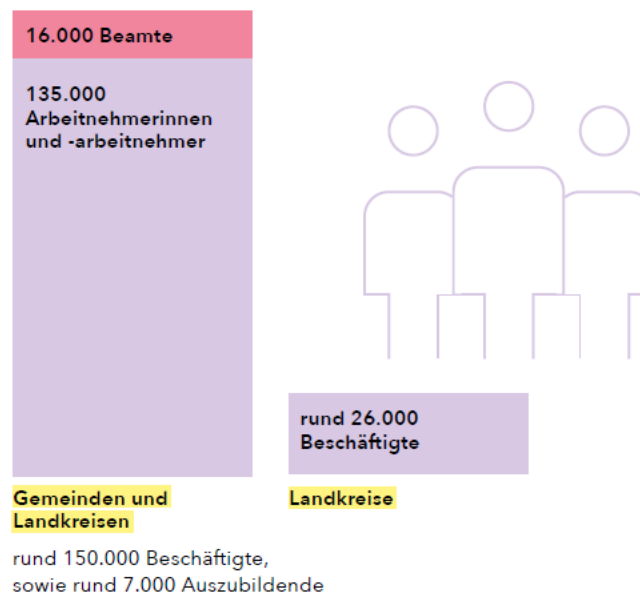 16.000 Beamte
135.000
Arbeitnehmerinnen
und -arbeitnehmer
rund 26.000
Beschäftigte
Gemeinden und
Landkreisen
Landkreise
rund 150.000 Beschäftigte,
sowie rund 7.000 Auszubildende